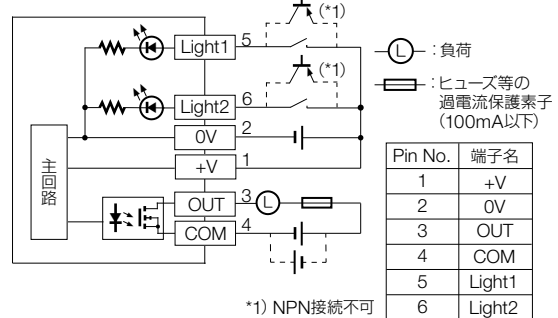 (*1)
Light1 5
(*1)
Light2 6
0V 2
+V 1
主回路
OUT 3 L
COM 4
L :負荷
:ヒューズ等の
過電流保護素子
(100mA以下)
Pin No. 端子名
1 +V
2 0V
3 OUT
4 COM
5 Light1
6 Light2
*1) NPN接続不可